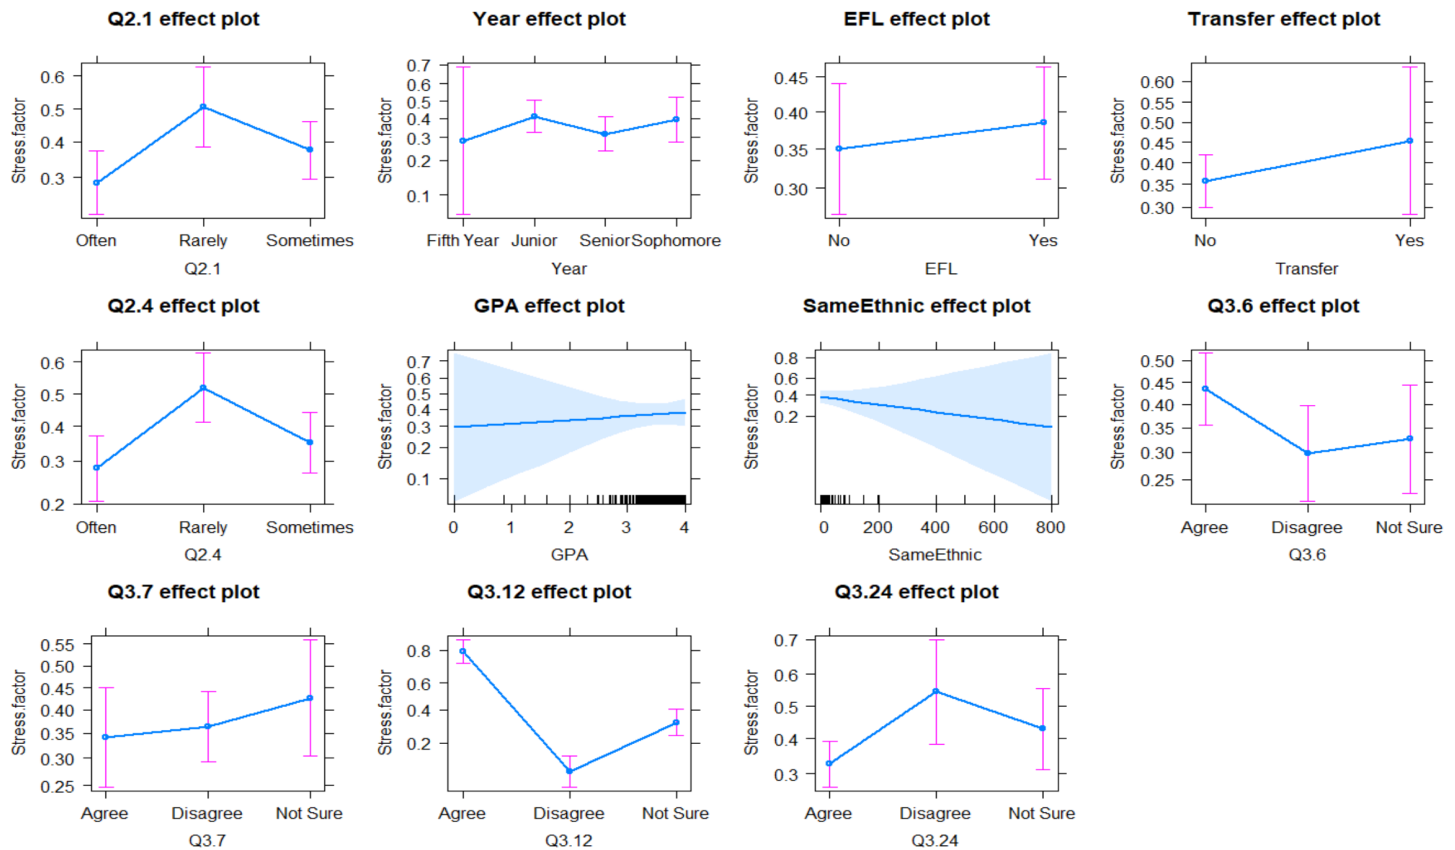 Q2.1 effect plot
Stress.factor
0.6
0.5
0.4
0.3
Often Rarely Sometimes
Q2.1
Year effect plot
Stress.factor
0.7
0.6
0.5
0.4
0.3
0.2
0.1
Fifth Year Junior Senior Sophomore
Year
EFL effect plot
Stress.factor
0.45
0.40
0.35
0.30
No Yes
EFL
Transfer effect plot
Stress.factor
0.60
0.55
0.50
0.45
0.40
0.35
0.30
No Yes
Transfer
Q2.4 effect plot
Stress.factor
0.6
0.5
0.4
0.3
0.2
Often Rarely Sometimes
Q2.4
GPA effect plot
Stress.factor
0.7
0.6
0.5
0.4
0.3
0.2
0.1
0 1 2 3 4
GPA
SameEthnic effect plot
Stress.factor
0.8
0.6
0.4
0.2
0 200 400 600 800
SameEthnic
Q3.6 effect plot
Stress.factor
0.50
0.45
0.40
0.35
0.30
0.25
Agree Disagree Not Sure
Q3.6
Q3.7 effect plot
Stress.factor
0.55
0.50
0.45
0.40
0.35
0.30
0.25
Agree Disagree Not Sure
Q3.7
Q3.12 effect plot
Stress.factor
0.8
0.6
0.4
0.2
Agree Disagree Not Sure
Q3.12
Q3.24 effect plot
Stress.factor
0.7
0.6
0.5
0.4
0.3
Agree Disagree Not Sure
Q3.24